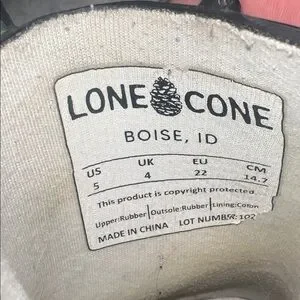 LONE CONE
BOISE, ID
US UK EU CM
5 4 22 14.7
This product is copyright protected
Upper:Rubber | Outsole:Rubber | Lining:Cotton
MADE IN CHINA LOT NUMBER:102